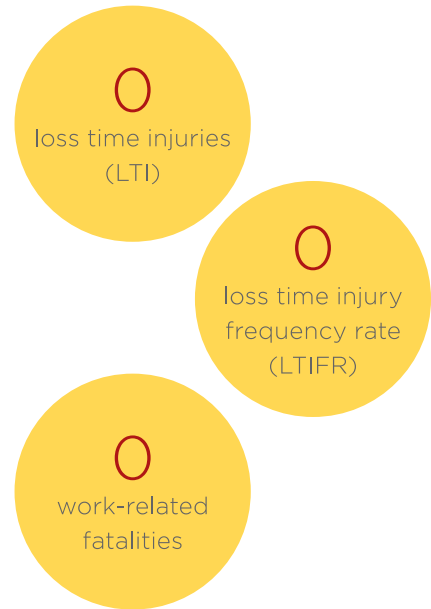 0
loss time injuries
(LTI)
0
loss time injury
frequency rate
(LTIFR)
0
work-related
fatalities